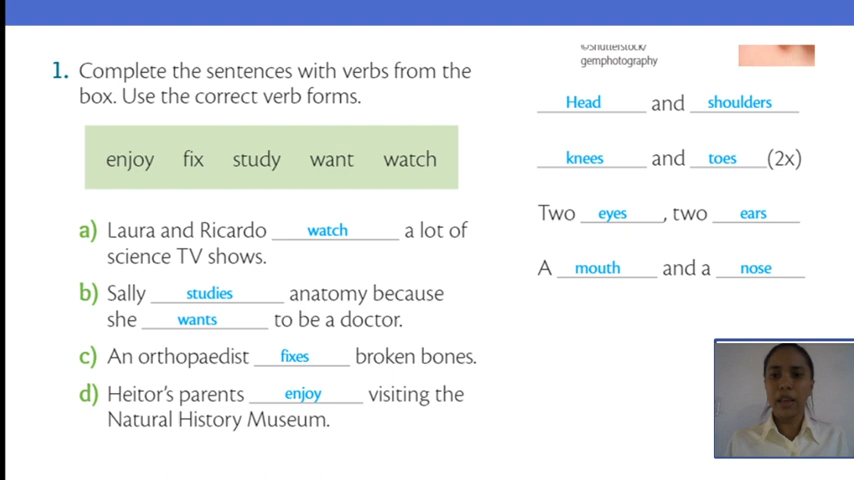 1. Complete the sentences with verbs from the
box. Use the correct verb forms.
enjoy fix study want watch
a) Laura and Ricardo watch a lot of
science TV shows.
b) Sally studies anatomy because
she wants to be a doctor.
c) An orthopaedist fixes broken bones.
d) Heitor's parents enjoy visiting the
Natural History Museum.
©Shutterstock/
gemphotography
Head and shoulders
knees and toes (2x)
Two eyes, two ears
A mouth and a nose